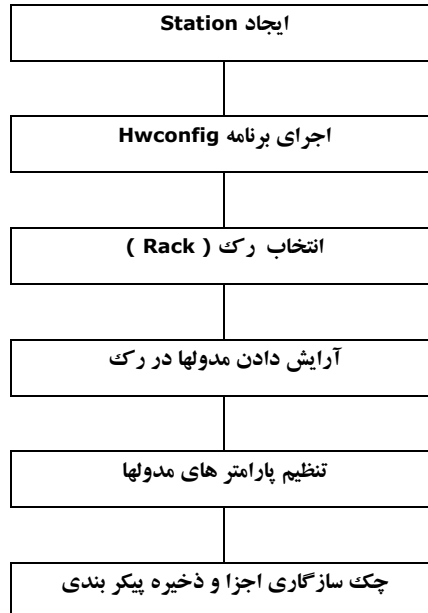 ایجاد Station
اجرای برنامه Hwconfig
انتخاب رک ( Rack )
آرایش دادن مدولها در رک
تنظیم پارامتر های مدولها
چک سازگاری اجزا و ذخیره پیکر بندی